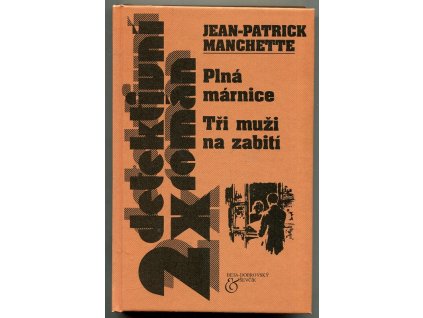 JEAN-PATRICK
MANCHETTE
Plná
márnice
Tři muži
na zabití
2x detektivní
román
BETA-DOBROVSKÝ
& ŠEVČÍK